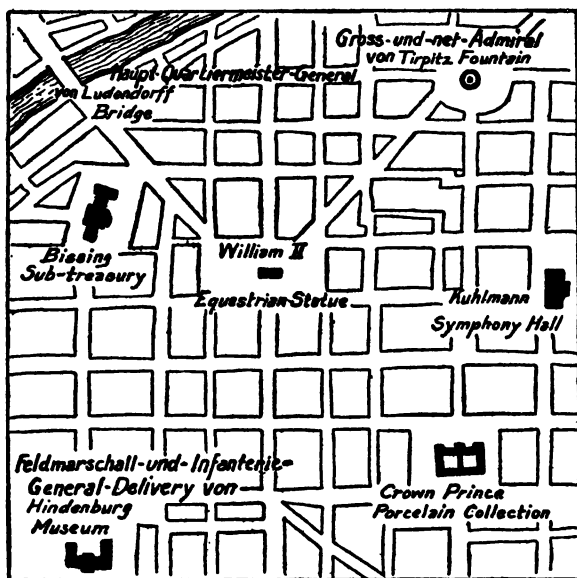 Gross-und-net-Admiral
von Tirpitz Fountain
Haupt-Quartiermeister-General
von Ludendorff
Bridge
Bissing
Sub-treasury
William II
Equestrian Statue
Kuhlmann
Symphony Hall
Feldmarschall-und-Infanterie-
General-Delivery von
Hindenburg
Museum
Crown Prince
Porcelain Collection